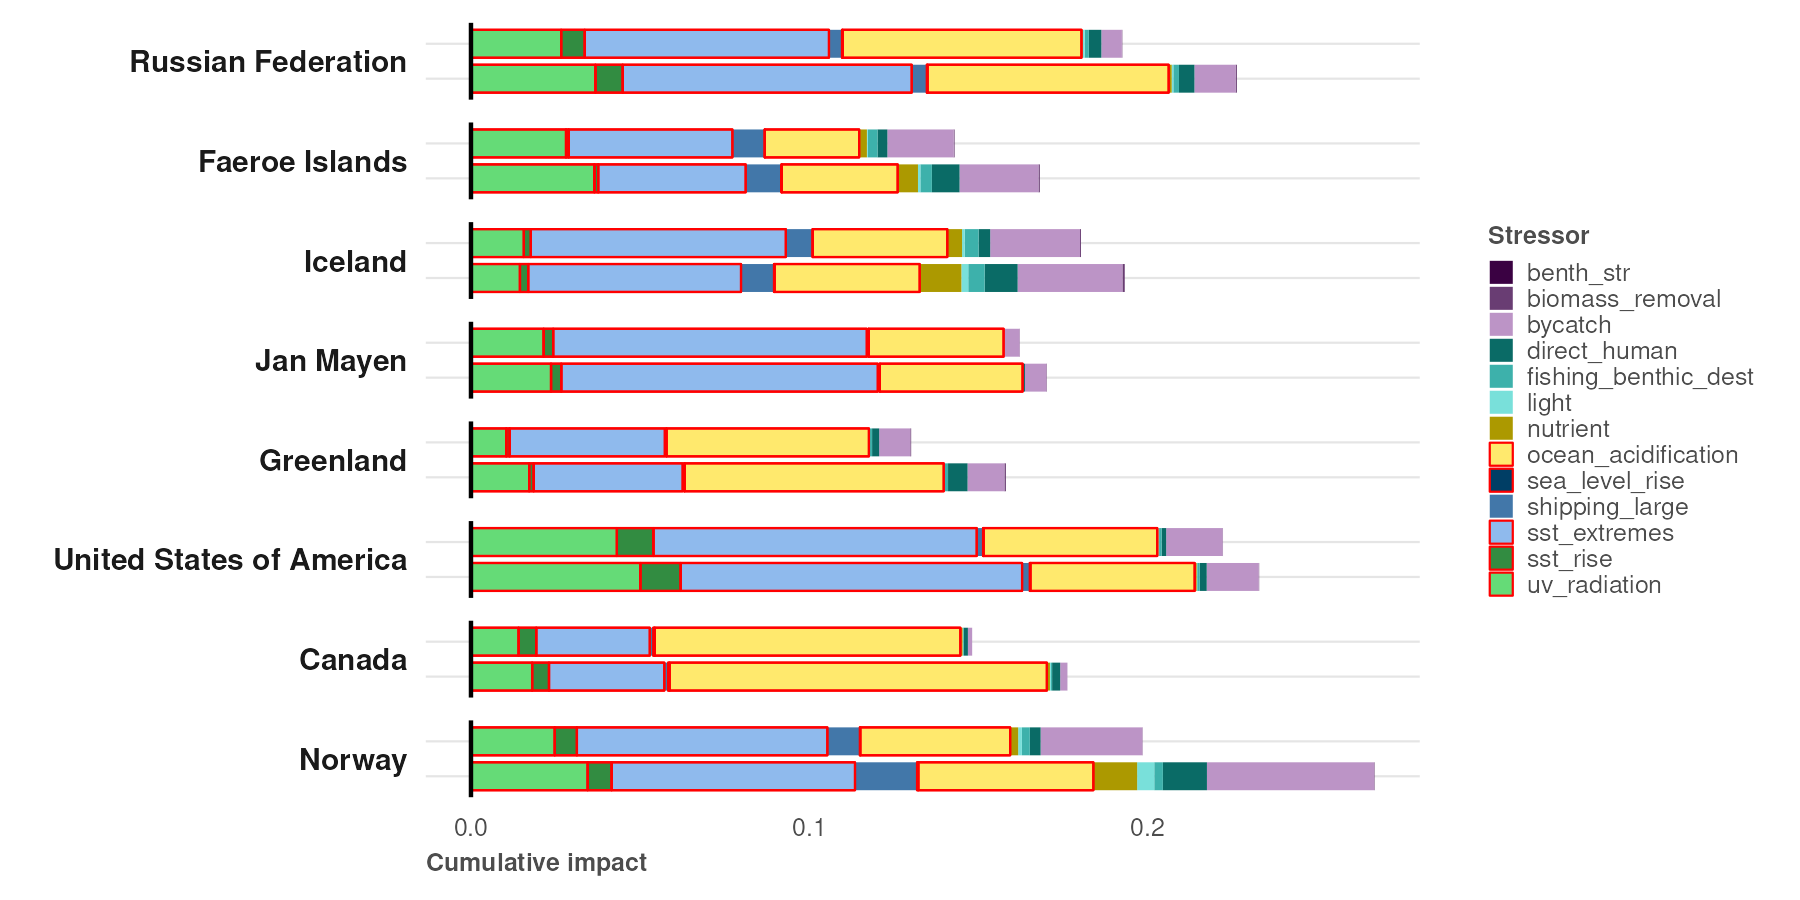 Russian Federation
Faeroe Islands
Iceland
Jan Mayen
Greenland
United States of America
Canada
Norway
0.0
0.1
0.2
Cumulative impact
Stressor
benth_str
biomass_removal
bycatch
direct_human
fishing_benthic_dest
light
nutrient
ocean_acidification
sea_level_rise
shipping_large
sst_extremes
sst_rise
uv_radiation